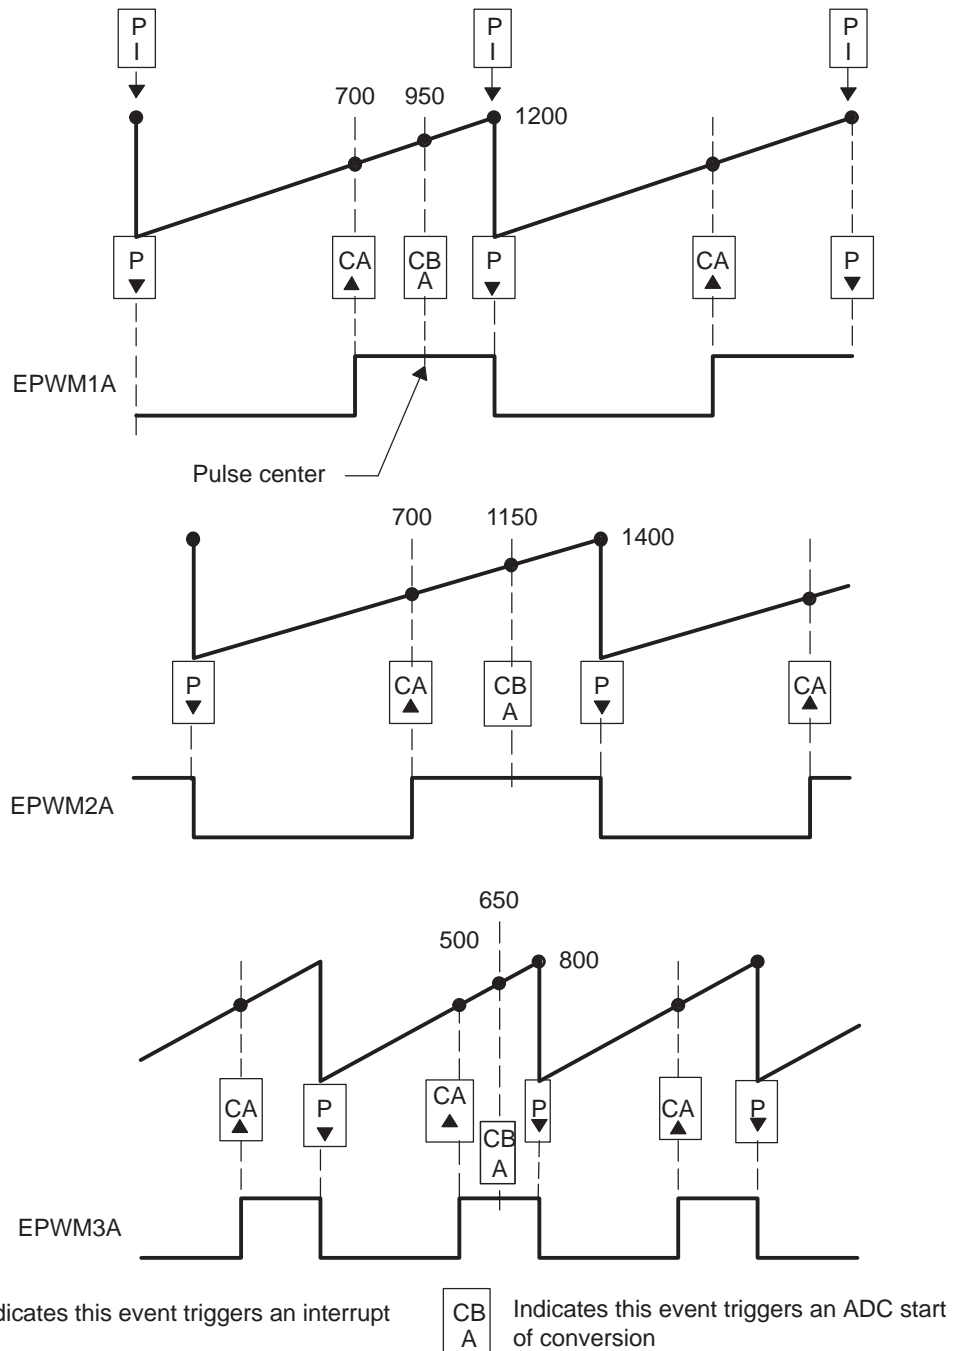 P
I
P
I
P
I
700 950
1200
P
CA
CB
A
P
CA
P
EPWM1A
Pulse center
700 1150
1400
P
CA
CB
A
P
CA
EPWM2A
650
500
800
CA
P
CA
CB
A
P
CA
P
EPWM3A
dicates this event triggers an interrupt
CB
A
Indicates this event triggers an ADC start
of conversion